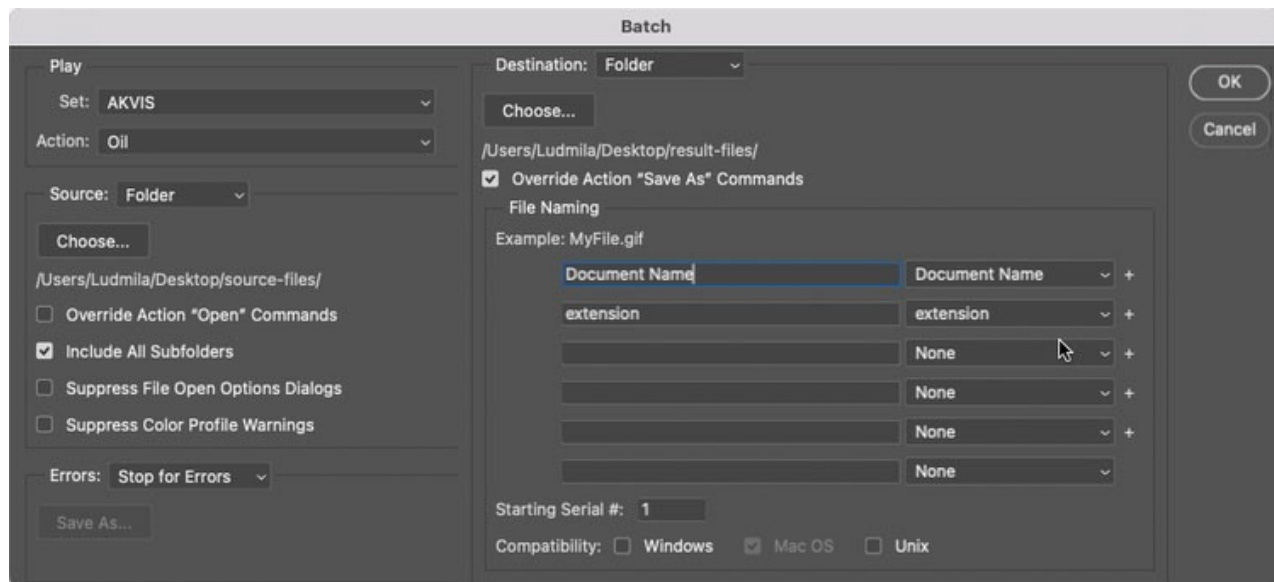 Batch
Play
Set: AKVIS
Action: Oil
Source: Folder
Choose...
/Users/Ludmila/Desktop/source-files/
Override Action "Open" Commands
Include All Subfolders
Suppress File Open Options Dialogs
Suppress Color Profile Warnings
Errors: Stop for Errors
Save As...
Destination: Folder
Choose...
/Users/Ludmila/Desktop/result-files/
Override Action "Save As" Commands
File Naming
Example: MyFile.gif
Document Name Document Name +
extension extension +
None +
None +
None +
None
Starting Serial #: 1
Compatibility: Windows Mac OS Unix
OK
Cancel